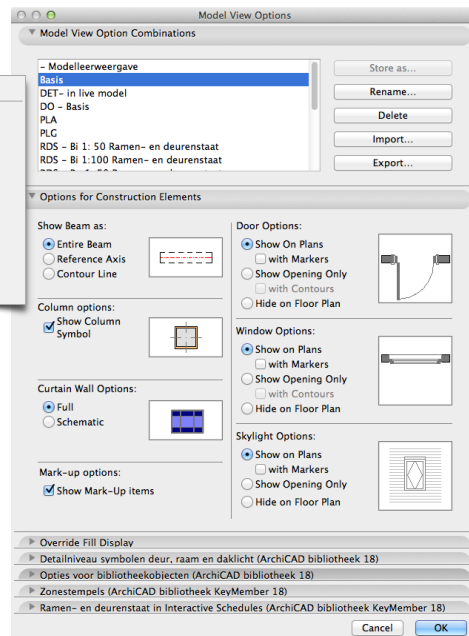 Model View Options
Model View Option Combinations
- Modelleerweergave
Basis
DET- in live model
DO - Basis
PLA
PLG
RDS - Bi 1: 50 Ramen- en deurenstaat
RDS - Bi 1:100 Ramen- en deurenstaat
Store as...
Rename...
Delete
Import...
Export...
Options for Construction Elements
Show Beam as:
Entire Beam
Reference Axis
Contour Line
Column options:
Show Column
Symbol
Curtain Wall Options:
Full
Schematic
Mark-up options:
Show Mark-Up items
Door Options:
Show On Plans
with Markers
Show Opening Only
with Contours
Hide on Floor Plan
Window Options:
Show on Plans
with Markers
Show Opening Only
with Contours
Hide on Floor Plan
Skylight Options:
Show on Plans
with Markers
Show Opening Only
Hide on Floor Plan
Override Fill Display
Detailniveau symbolen deur, raam en daklicht (ArchiCAD bibliotheek 18)
Opties voor bibliotheekobjecten (ArchiCAD bibliotheek 18)
Zonestempels (ArchiCAD bibliotheek KeyMember 18)
Ramen- en deurenstaat in Interactive Schedules (ArchiCAD bibliotheek KeyMember 18)
Cancel
OK